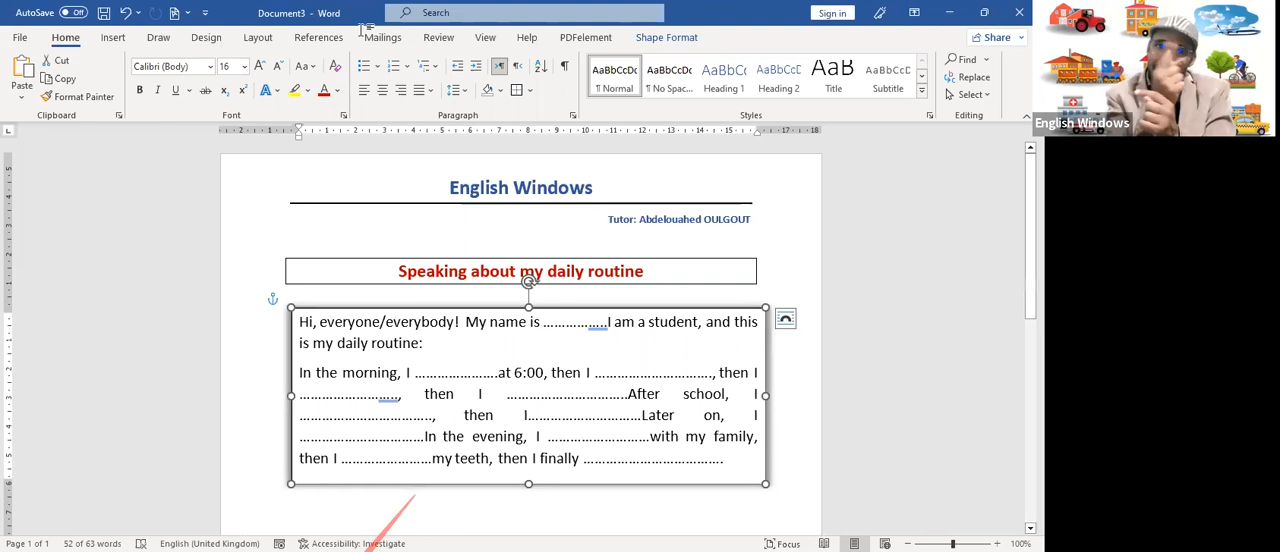 AutoSave Off Document3 - Word Search Sign in
File Home Insert Draw Design Layout References Mailings Review View Help PDFelement Shape Format Share
Cut Calibri (Body) 16 Find
Copy AaBbCcDc AaBbCcDc AaBbCc AaBbCcD AaB AaBbCcD Replace
Paste Format Painter ¶ Normal ¶ No Spac... Heading 1 Heading 2 Title Subtitle Select
Clipboard Font Paragraph Styles Editing
English Windows
English Windows
Tutor: Abdelouahed OULGOUT
Speaking about my daily routine
Hi, everyone/everybody! My name is ……………..…I am a student, and this
is my daily routine:
In the morning, I ………………….at 6:00, then I …………………………., then I
…………………..…, then I ………………………….After school, I
…………………………….., then I…………………………Later on, I
……………………………In the evening, I ………………………with my family,
then I ……………………my teeth, then I finally ……………………………….
Page 1 of 1 52 of 63 words English (United Kingdom) Accessibility: Investigate Focus 100%